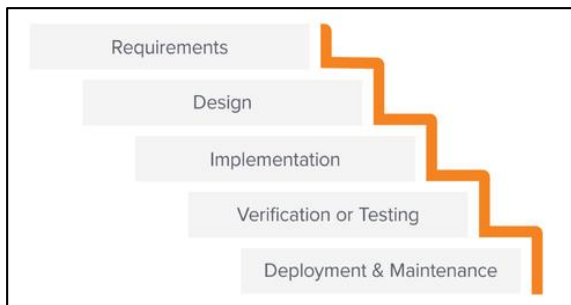 Requirements
Design
Implementation
Verification or Testing
Deployment & Maintenance